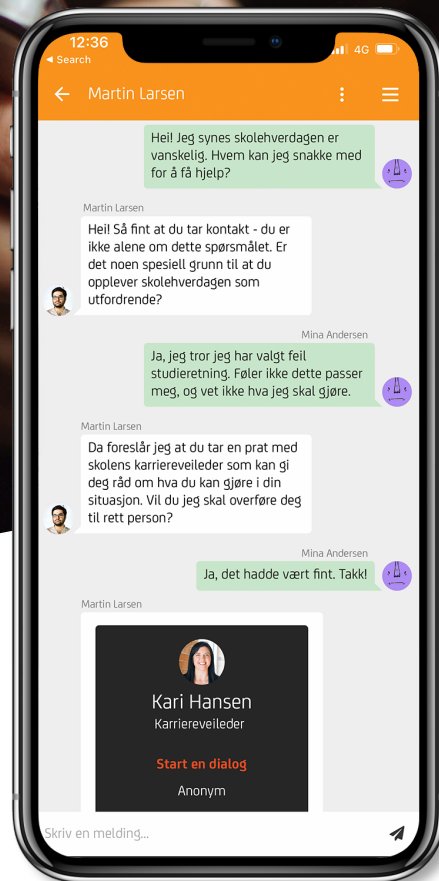 12:36
4G
◄ Search
Martin Larsen
Hei! Jeg synes skolehverdagen er
vanskelig. Hvem kan jeg snakke med
for å få hjelp?
Martin Larsen
Hei! Så fint at du tar kontakt - du er
ikke alene om dette spørsmålet. Er
det noen spesiell grunn til at du
opplever skolehverdagen som
utfordrende?
Mina Andersen
Ja, jeg tror jeg har valgt feil
studieretning. Føler ikke dette passer
meg, og vet ikke hva jeg skal gjøre.
Martin Larsen
Da foreslår jeg at du tar en prat med
skolens karriereveileder som kan gi
deg råd om hva du kan gjøre i din
situasjon. Vil du jeg skal overføre deg
til rett person?
Mina Andersen
Ja, det hadde vært fint. Takk!
Martin Larsen
Kari Hansen
Karriereveileder
Start en dialog
Anonym
Skriv en melding...